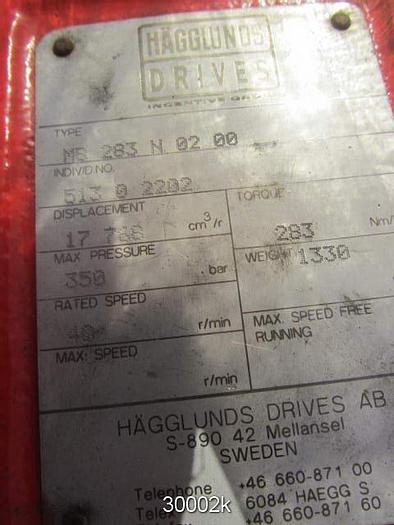 HÄGGLUNDS
DRIVES
INCENTIVE
TYPE
MB 283 N 02 00
INDIVID.NO.
513 0 2202
DISPLACEMENT
17 cm³/r
TORQUE
283 Nm/
MAX PRESSURE
350 bar
WEIGHT 1330
RATED SPEED
r/min
MAX. SPEED FREE
RUNNING
MAX. SPEED
r/min
HÄGGLUNDS DRIVES AB
S-890 42 Mellansel
SWEDEN
Telephone +46 660-871 00
6084 HAEGG S
+46 660-871 60
30002k